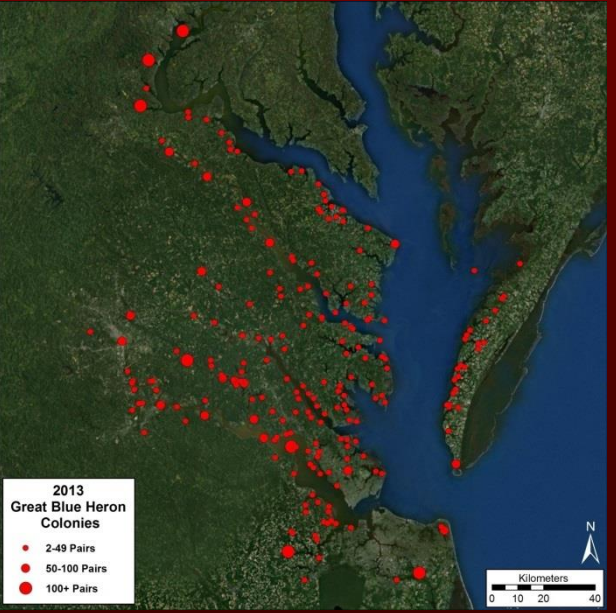 2013
Great Blue Heron
Colonies
2-49 Pairs
50-100 Pairs
100+ Pairs
N
Kilometers
0 10 20 40